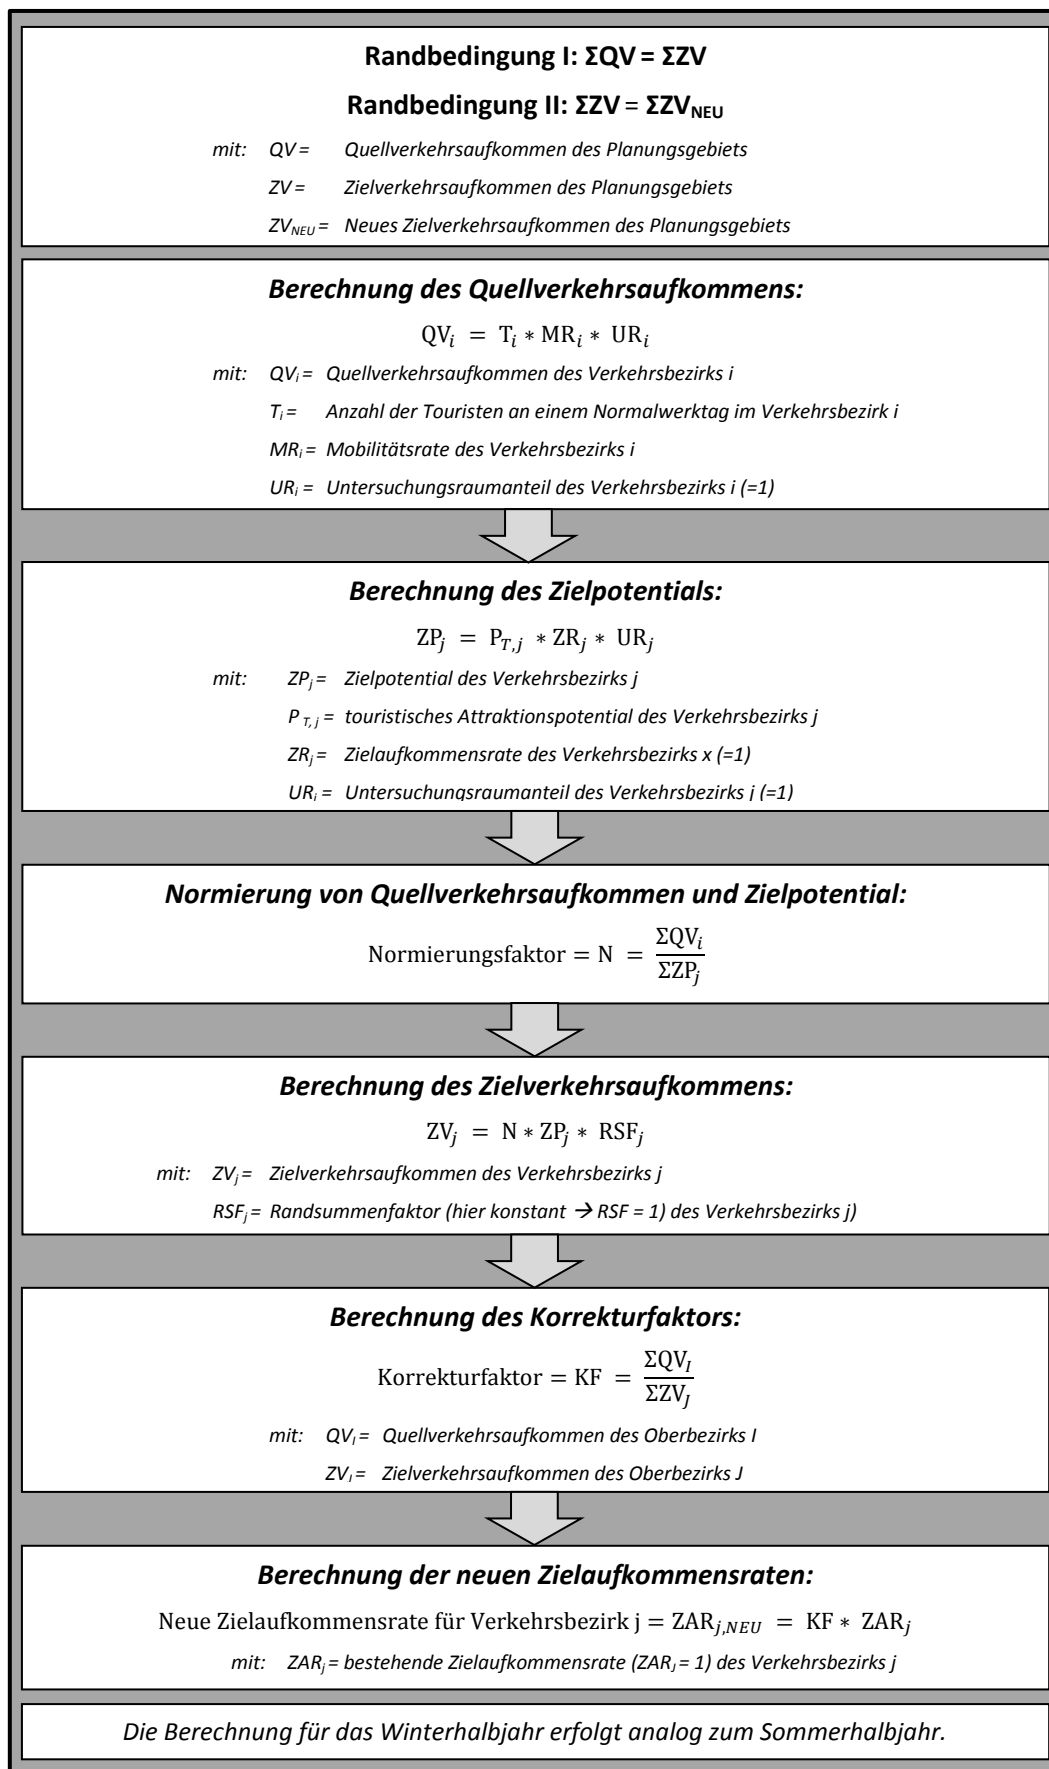 Randbedingung I: ΣQV = ΣZV
Randbedingung II: ΣZV = ΣZV_NEU
mit: QV = Quellverkehrsaufkommen des Planungsgebiets
ZV = Zielverkehrsaufkommen des Planungsgebiets
ZV_NEU = Neues Zielverkehrsaufkommen des Planungsgebiets
Berechnung des Quellverkehrsaufkommens:
QV_i = T_i * MR_i * UR_i
mit: QV_i = Quellverkehrsaufkommen des Verkehrsbezirks i
T_i = Anzahl der Touristen an einem Normalwerktag im Verkehrsbezirk i
MR_i = Mobilitätsrate des Verkehrsbezirks i
UR_i = Untersuchungsraumanteil des Verkehrsbezirks i (=1)
Berechnung des Zielpotentials:
ZP_j = P_T,j * ZR_j * UR_j
mit: ZP_j = Zielpotential des Verkehrsbezirks j
P_T, j = touristisches Attraktionspotential des Verkehrsbezirks j
ZR_j = Zielaufkommensrate des Verkehrsbezirks x (=1)
UR_j = Untersuchungsraumanteil des Verkehrsbezirks j (=1)
Normierung von Quellverkehrsaufkommen und Zielpotential:
Normierungsfaktor = N = ΣQV_i / ΣZP_j
Berechnung des Zielverkehrsaufkommens:
ZV_j = N * ZP_j * RSF_j
mit: ZV_j = Zielverkehrsaufkommen des Verkehrsbezirks j
RSF_j = Randsummenfaktor (hier konstant → RSF = 1) des Verkehrsbezirks j)
Berechnung des Korrekturfaktors:
Korrekturfaktor = KF = ΣQV_I / ΣZV_J
mit: QV_I = Quellverkehrsaufkommen des Oberbezirks I
ZV_J = Zielverkehrsaufkommen des Oberbezirks J
Berechnung der neuen Zielaufkommensraten:
Neue Zielaufkommensrate für Verkehrsbezirk j = ZAR_j,NEU = KF * ZAR_j
mit: ZAR_j = bestehende Zielaufkommensrate (ZAR_J = 1) des Verkehrsbezirks j
Die Berechnung für das Winterhalbjahr erfolgt analog zum Sommerhalbjahr.